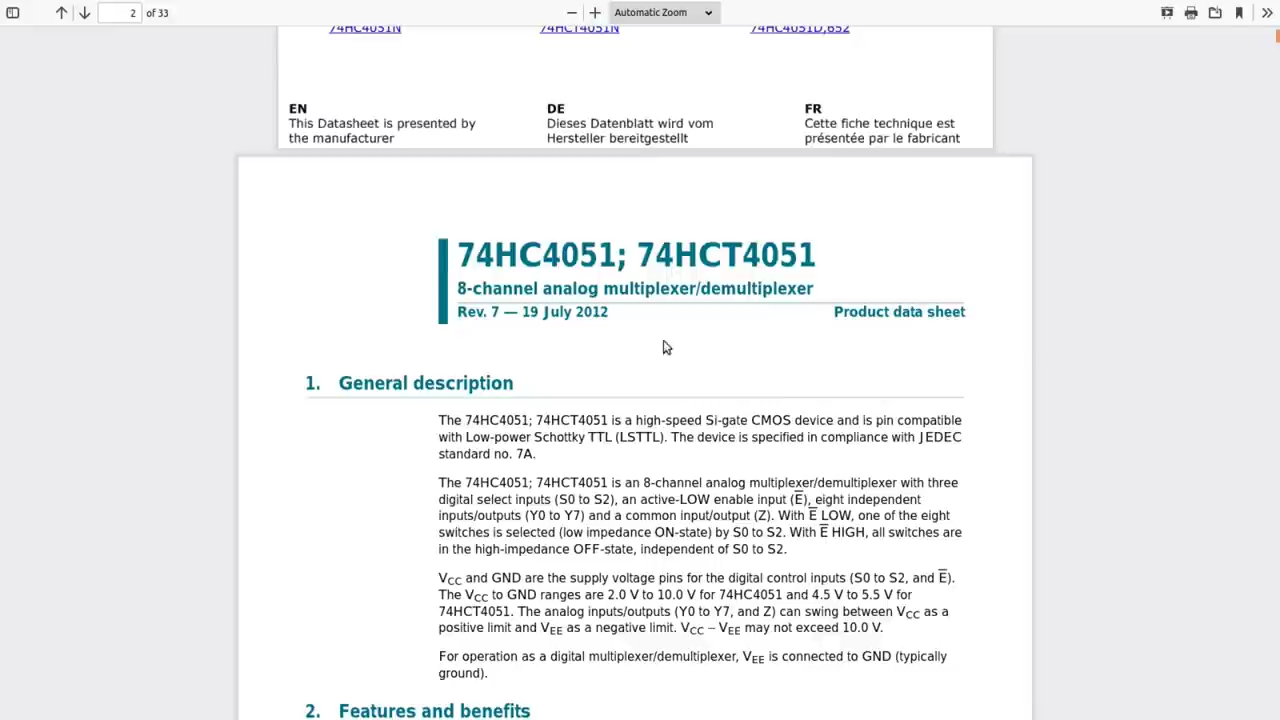 2 of 33 Automatic Zoom
74HC4051N 74HCT4051N 74HC4051D,652
EN DE FR
This Datasheet is presented by Dieses Datenblatt wird vom Cette fiche technique est
the manufacturer Hersteller bereitgestellt présentée par le fabricant
74HC4051; 74HCT4051
8-channel analog multiplexer/demultiplexer
Rev. 7 — 19 July 2012 Product data sheet
1. General description
The 74HC4051; 74HCT4051 is a high-speed Si-gate CMOS device and is pin compatible
with Low-power Schottky TTL (LSTTL). The device is specified in compliance with JEDEC
standard no. 7A.
The 74HC4051; 74HCT4051 is an 8-channel analog multiplexer/demultiplexer with three
digital select inputs (S0 to S2), an active-LOW enable input (E̅), eight independent
inputs/outputs (Y0 to Y7) and a common input/output (Z). With E̅ LOW, one of the eight
switches is selected (low impedance ON-state) by S0 to S2. With E̅ HIGH, all switches are
in the high-impedance OFF-state, independent of S0 to S2.
VCC and GND are the supply voltage pins for the digital control inputs (S0 to S2, and E̅).
The VCC to GND ranges are 2.0 V to 10.0 V for 74HC4051 and 4.5 V to 5.5 V for
74HCT4051. The analog inputs/outputs (Y0 to Y7, and Z) can swing between VCC as a
positive limit and VEE as a negative limit. VCC − VEE may not exceed 10.0 V.
For operation as a digital multiplexer/demultiplexer, VEE is connected to GND (typically
ground).
2. Features and benefits